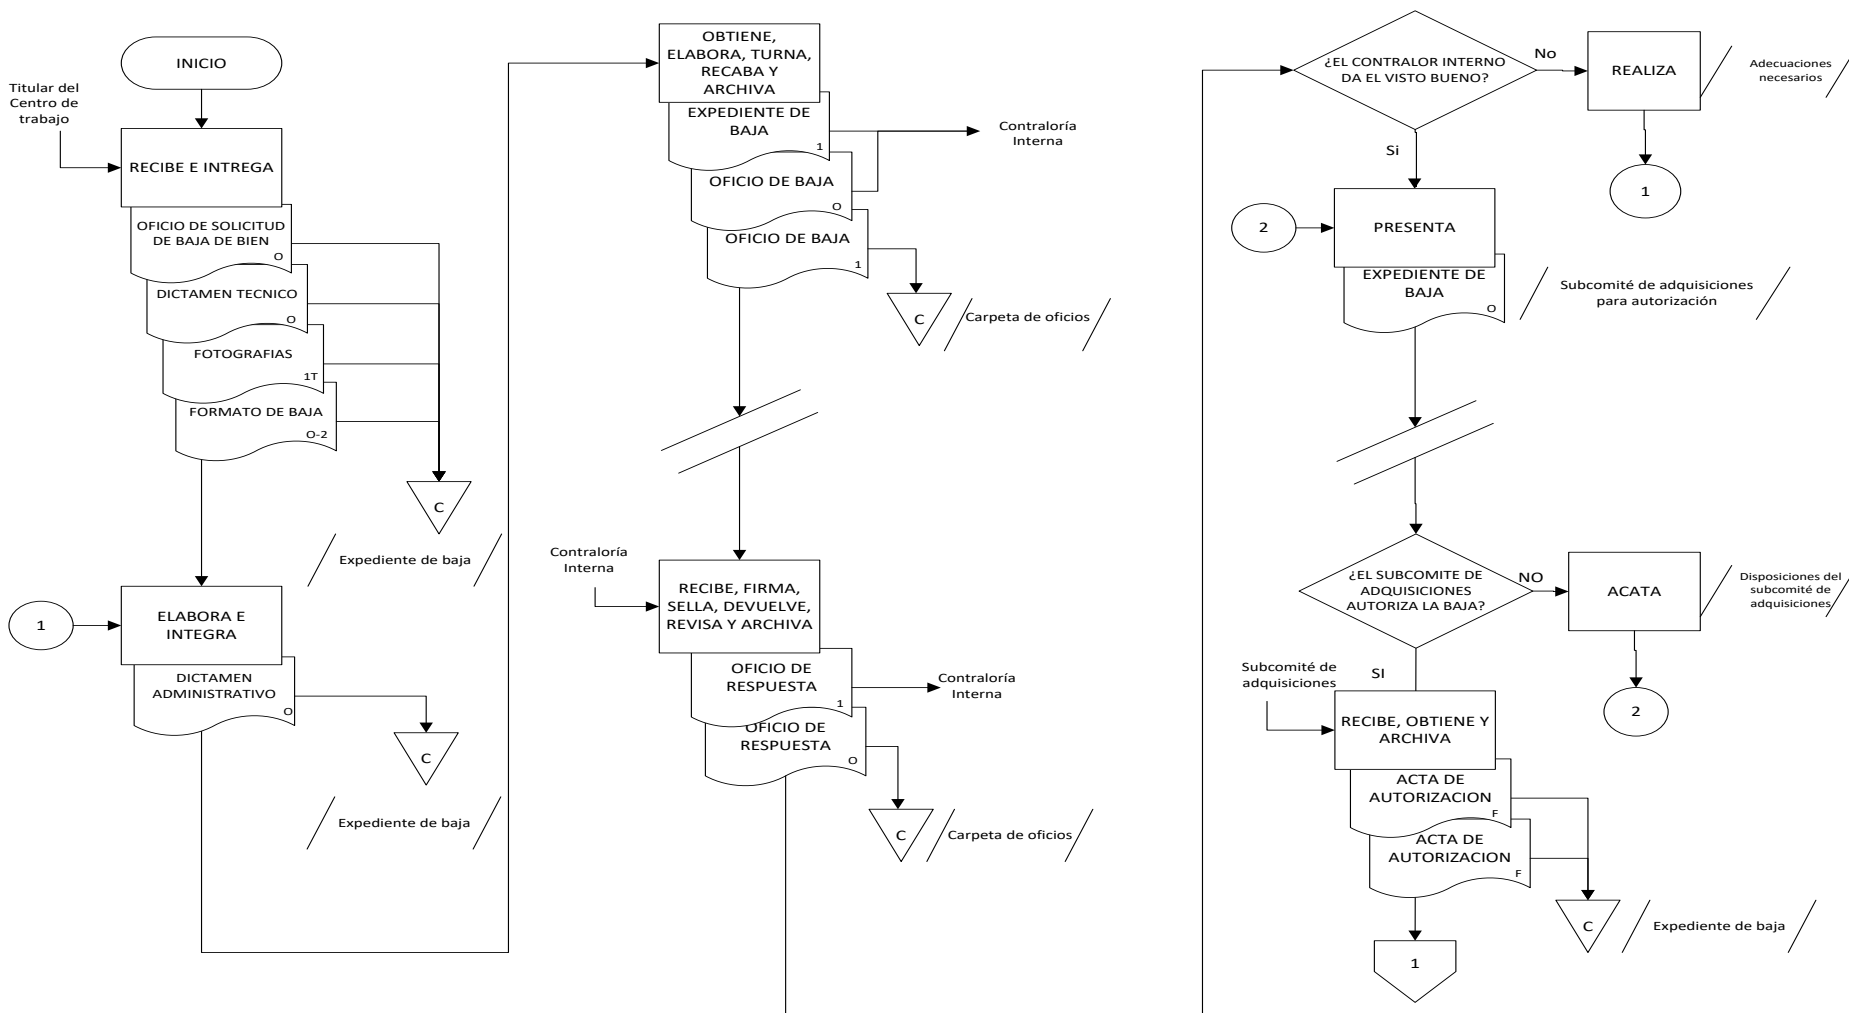 INICIO
Titular del
Centro de
trabajo
RECIBE E INTREGA
OFICIO DE SOLICITUD
DE BAJA DE BIEN
O
DICTAMEN TECNICO
O
FOTOGRAFIAS
1T
FORMATO DE BAJA
O-2
C
Expediente de baja
1
ELABORA E
INTEGRA
DICTAMEN
ADMINISTRATIVO
O
C
Expediente de baja
OBTIENE,
ELABORA, TURNA,
RECABA Y
ARCHIVA
EXPEDIENTE DE
BAJA
1
Contraloría
Interna
OFICIO DE BAJA
O
OFICIO DE BAJA
1
C
Carpeta de oficios
Contraloría
Interna
RECIBE, FIRMA,
SELLA, DEVUELVE,
REVISA Y ARCHIVA
OFICIO DE
RESPUESTA
1
Contraloría
Interna
OFICIO DE
RESPUESTA
O
C
Carpeta de oficios
¿EL CONTRALOR INTERNO
DA EL VISTO BUENO?
No
REALIZA
Adecuaciones
necesarios
1
Si
2
PRESENTA
EXPEDIENTE DE
BAJA
O
Subcomité de adquisiciones
para autorización
¿EL SUBCOMITE DE
ADQUISICIONES
AUTORIZA LA BAJA?
NO
ACATA
Disposiciones del
subcomité de
adquisiciones
2
SI
Subcomité de
adquisiciones
RECIBE, OBTIENE Y
ARCHIVA
ACTA DE
AUTORIZACION
F
ACTA DE
AUTORIZACION
F
C
Expediente de baja
1